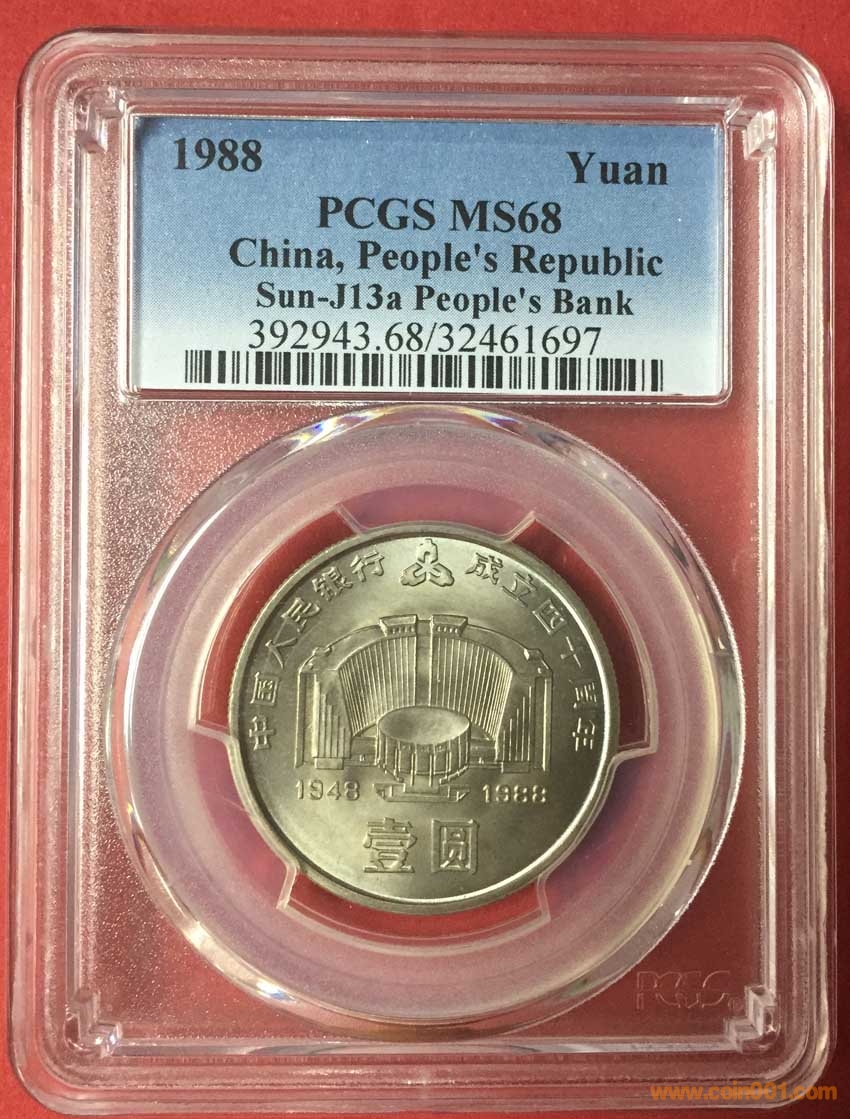 1988 Yuan
PCGS MS68
China, People's Republic
Sun-J13a People's Bank
392943.68/32461697
中国人民银行 成立四十周年
1948 1988
壹圆
PCGS
www.coin001.com